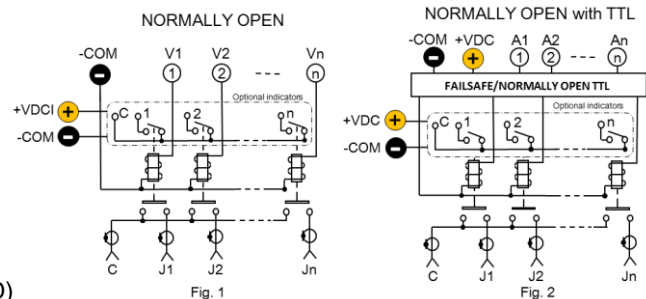 NORMALLY OPEN
-COM V1 V2 Vn
1 2 n
+VDCI
-COM
Optional indicators
C 1 2 n
C J1 J2 Jn
Fig. 1
NORMALLY OPEN with TTL
-COM +VDC A1 A2 An
1 2 n
FAILSAFE/NORMALLY OPEN TTL
Optional indicators
+VDC
-COM
C 1 2 n
C J1 J2 Jn
Fig. 2
)